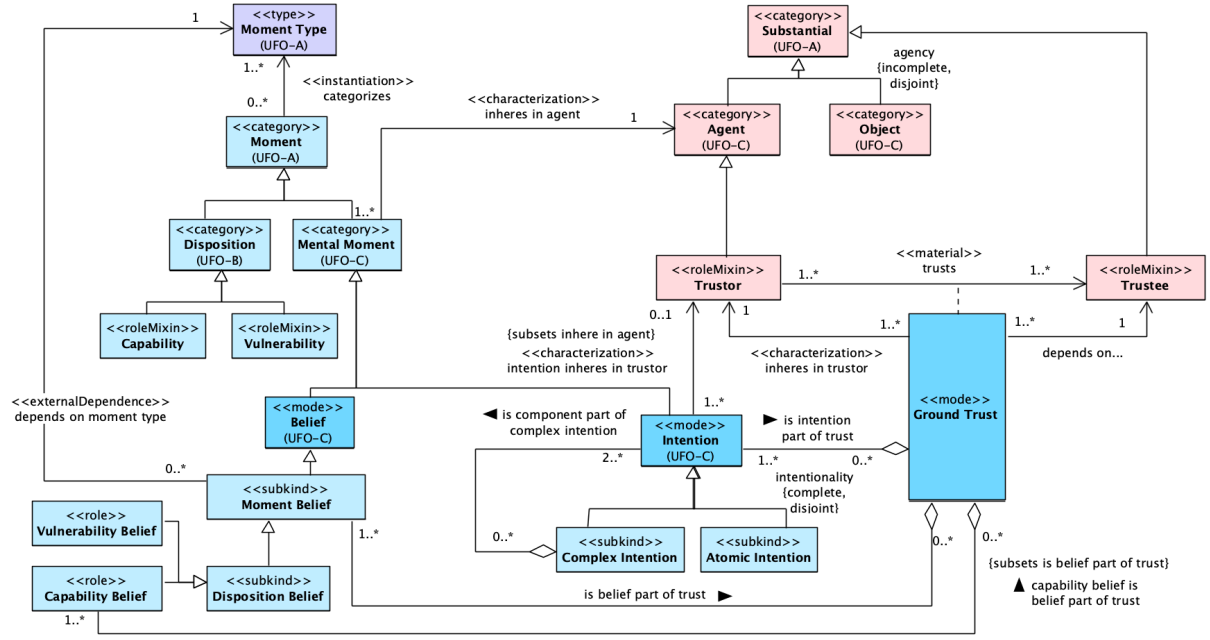 <<type>>
Moment Type
(UFO-A)
1
1..*
<<instantiation>>
categorizes
0..*
<<category>>
Moment
(UFO-A)
<<category>>
Substantial
(UFO-A)
agency
{incomplete,
disjoint}
<<characterization>>
inheres in agent
1
<<category>>
Agent
(UFO-C)
<<category>>
Object
(UFO-C)
1..*
<<category>>
Disposition
(UFO-B)
<<category>>
Mental Moment
(UFO-C)
<<roleMixin>>
Trustor
1..*
<<material>>
trusts
1..*
<<roleMixin>>
Trustee
<<roleMixin>>
Capability
<<roleMixin>>
Vulnerability
0..1
1
1..*
1..*
1
{subsets inhere in agent}
<<characterization>>
intention inheres in trustor
<<characterization>>
inheres in trustor
depends on...
<<externalDependence>>
depends on moment type
<<mode>>
Belief
(UFO-C)
1..*
◀ is component part of
complex intention
<<mode>>
Intention
(UFO-C)
▶ is intention
part of trust
<<mode>>
Ground Trust
2..*
1..*
0..*
0..*
<<subkind>>
Moment Belief
intentionality
{complete,
disjoint}
<<role>>
Vulnerability Belief
1..*
0..*
<<subkind>>
Complex Intention
<<subkind>>
Atomic Intention
0..*
0..*
<<role>>
Capability Belief
<<subkind>>
Disposition Belief
is belief part of trust ▶
{subsets is belief part of trust}
▲ capability belief is
belief part of trust
1..*